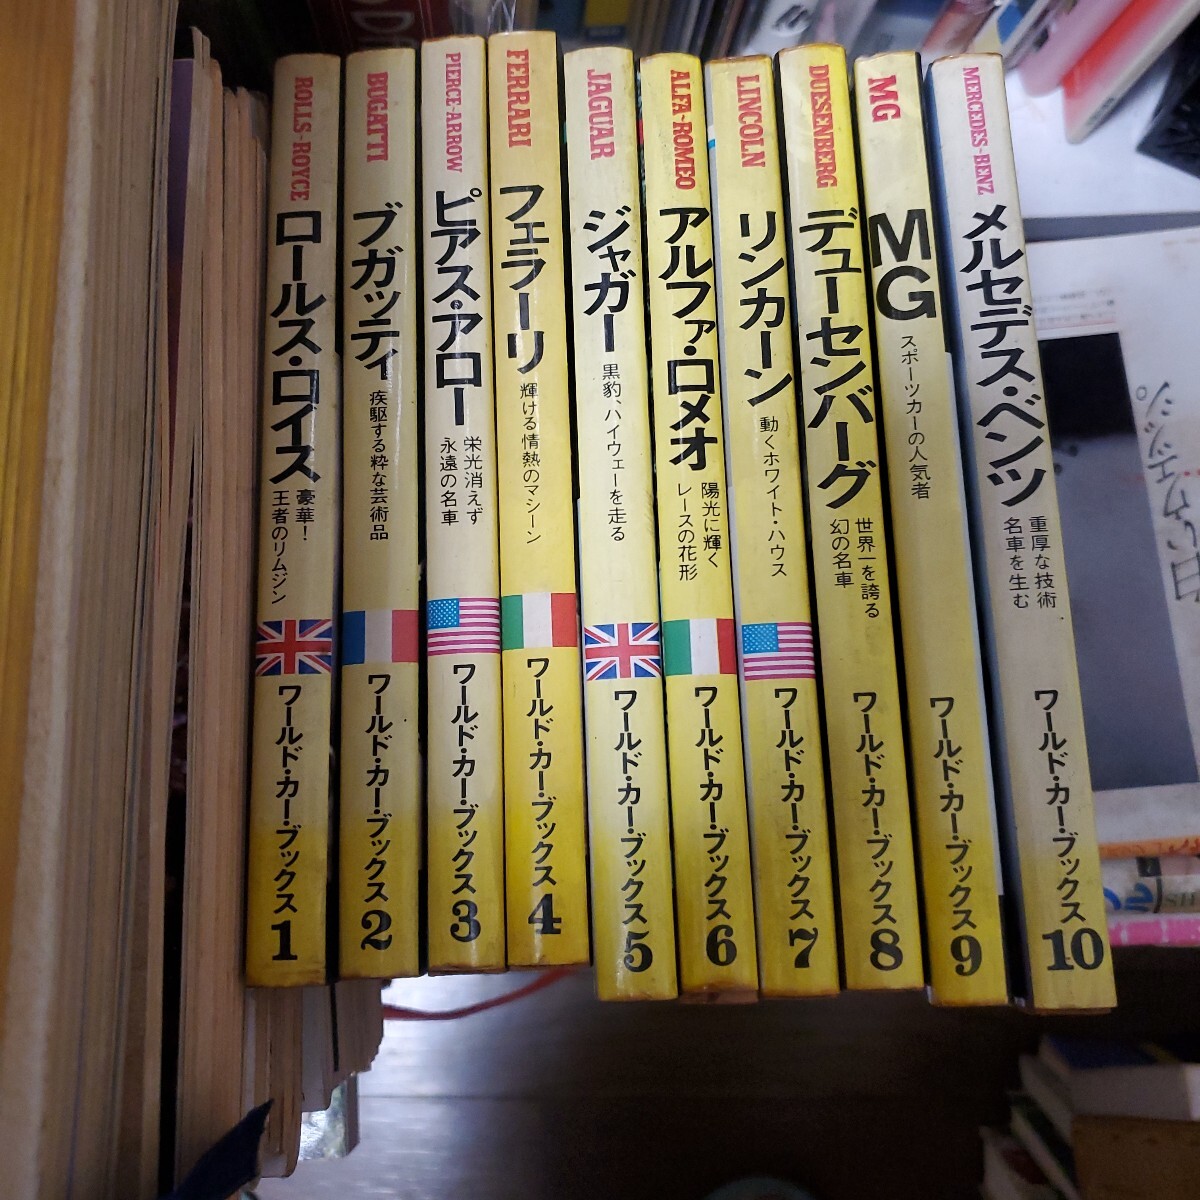 ROLLS-ROYCE
ロールス・ロイス
豪華!
王者のリムジン
ワールド・カー・ブックス
1
BUGATTI
ブガッティ
疾駆する粋な芸術品
ワールド・カー・ブックス
2
PIERCE-ARROW
ピアス・アロー
栄光消えず
永遠の名車
ワールド・カー・ブックス
3
FERRARI
フェラーリ
輝ける情熱のマシーン
ワールド・カー・ブックス
4
JAGUAR
ジャガー
黒豹、ハイウェーを走る
ワールド・カー・ブックス
5
ALFA-ROMEO
アルファ・ロメオ
陽光に輝く
レースの花形
ワールド・カー・ブックス
6
LINCOLN
リンカーン
動くホワイト・ハウス
ワールド・カー・ブックス
7
DUESENBERG
デューセンバーグ
世界一を誇る
幻の名車
ワールド・カー・ブックス
8
MG
MG
スポーツカーの人気者
ワールド・カー・ブックス
9
MERCEDES-BENZ
メルセデス・ベンツ
重厚な技術
名車を生む
ワールド・カー・ブックス
10